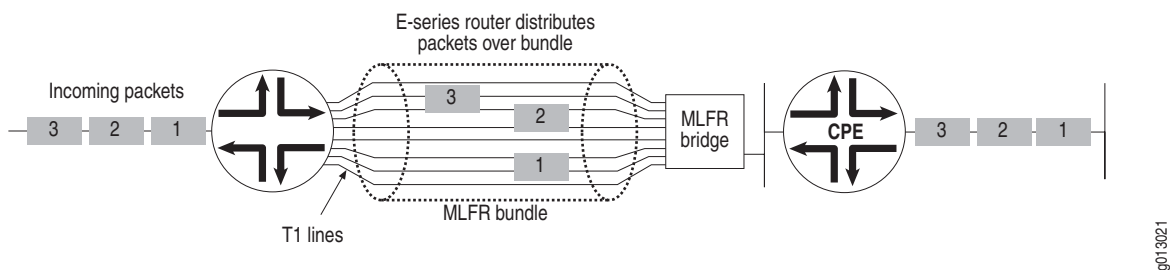 E-series router distributes
packets over bundle
Incoming packets
3 2 1
3
2
1
MLFR
bridge
CPE
3 2 1
MLFR bundle
T1 lines
g013021